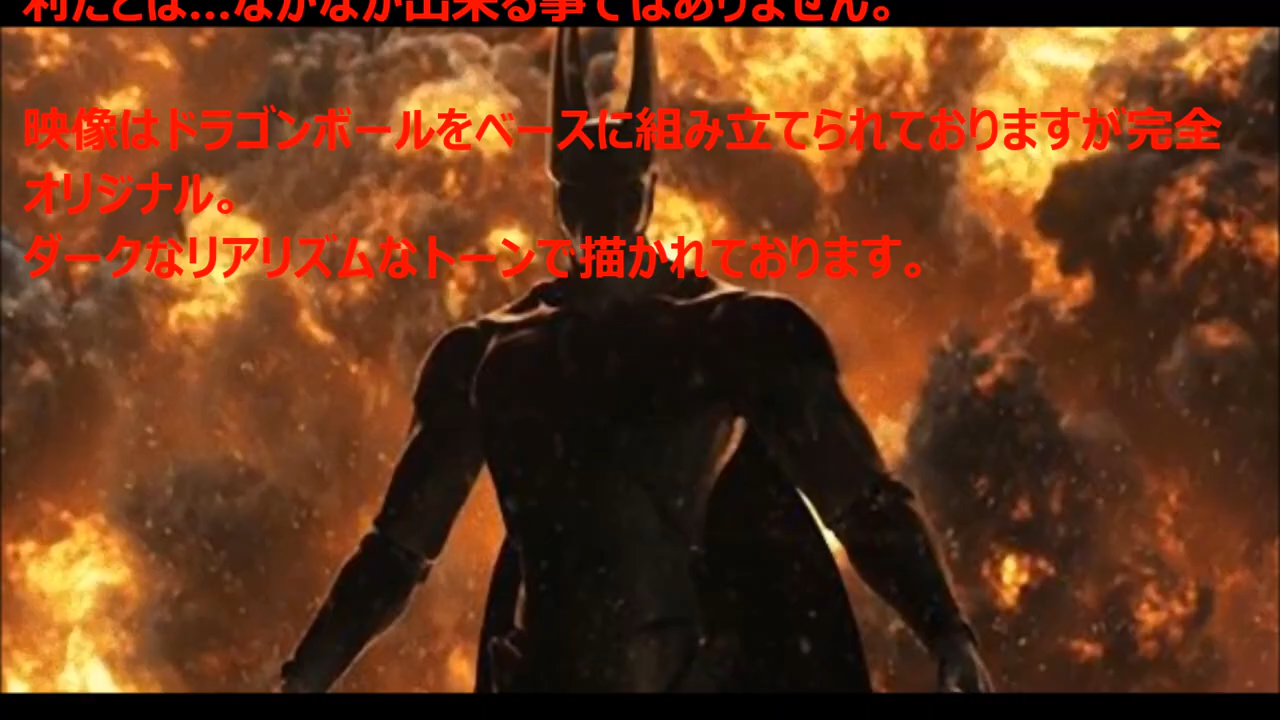 利だとは…なかなか出来る事ではありません。
映像はドラゴンボールをベースに組み立てられておりますが完全
オリジナル。
ダークなリアリズムなトーンで描かれております。